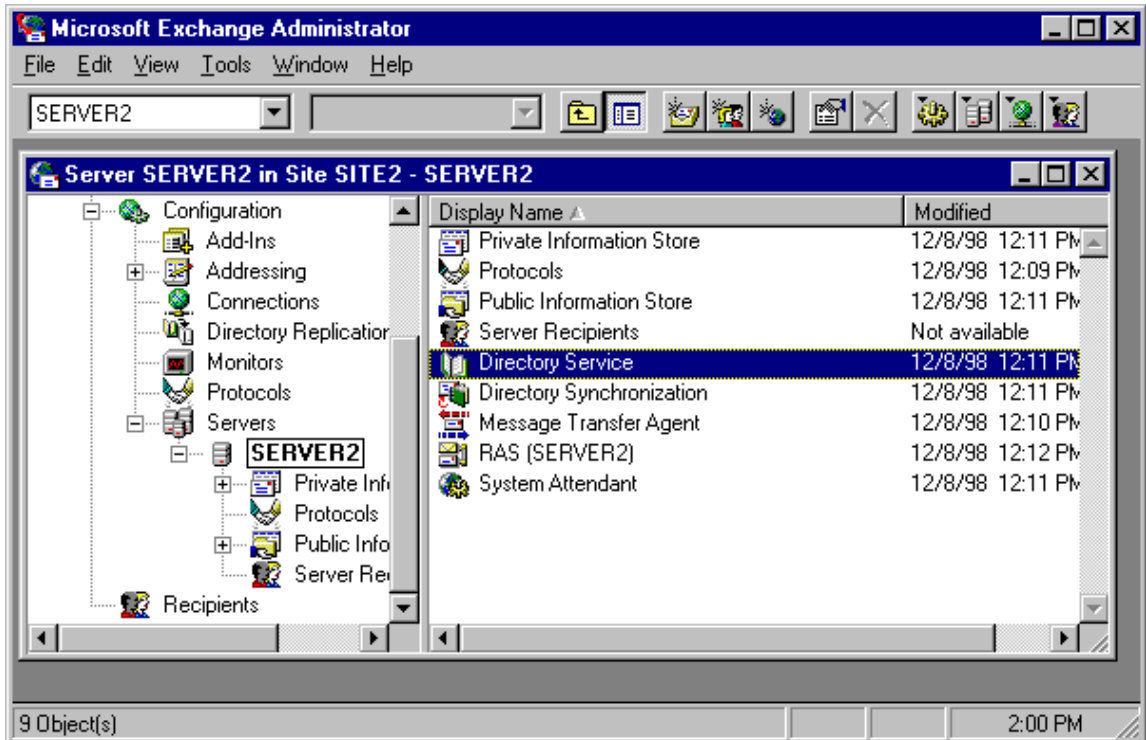 Microsoft Exchange Administrator
File Edit View Tools Window Help
SERVER2
Server SERVER2 in Site SITE2 - SERVER2
Configuration
Add-Ins
Addressing
Connections
Directory Replication
Monitors
Protocols
Servers
SERVER2
Private Inf
Protocols
Public Info
Server Re
Recipients
Display Name Modified
Private Information Store 12/8/98 12:11 PM
Protocols 12/8/98 12:09 PM
Public Information Store 12/8/98 12:11 PM
Server Recipients Not available
Directory Service 12/8/98 12:11 PM
Directory Synchronization 12/8/98 12:11 PM
Message Transfer Agent 12/8/98 12:10 PM
RAS (SERVER2) 12/8/98 12:12 PM
System Attendant 12/8/98 12:11 PM
9 Object(s) 2:00 PM